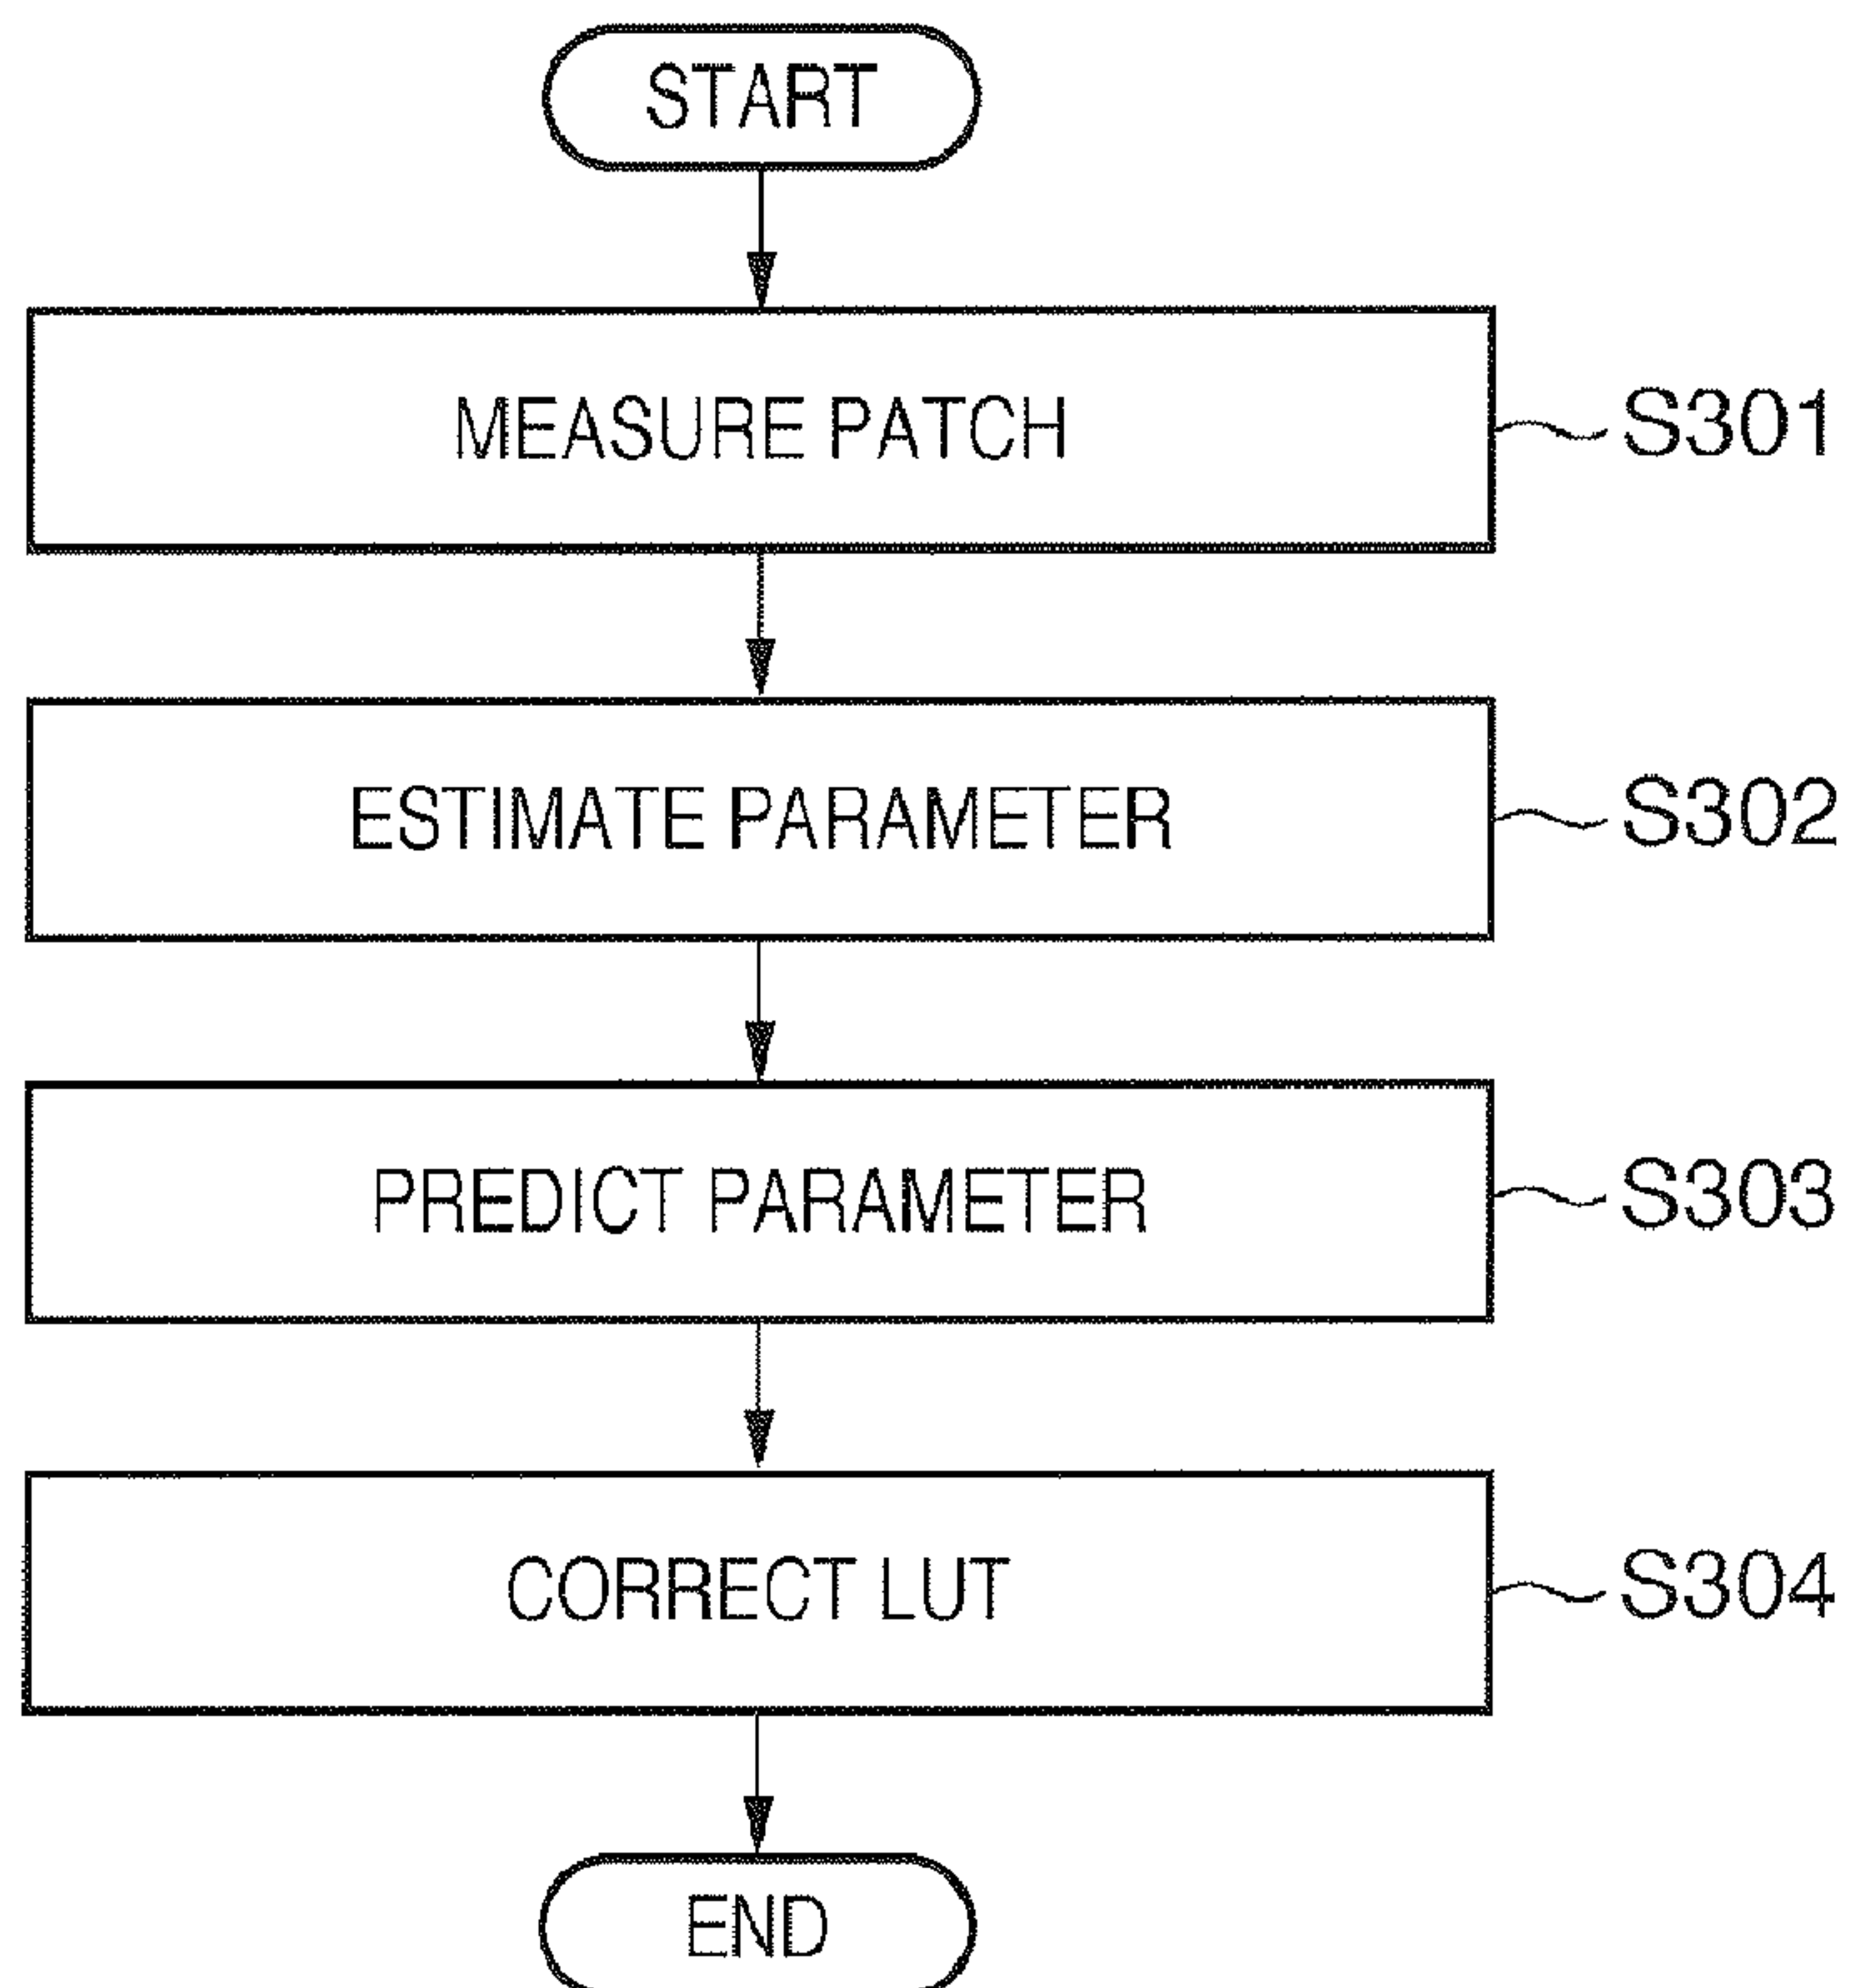 START
MEASURE PATCH
S301
ESTIMATE PARAMETER
S302
PREDICT PARAMETER
S303
CORRECT LUT
S304
END